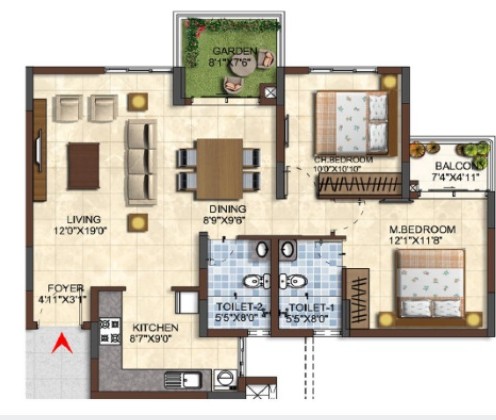 GARDEN
8'1"X7'6"
CH.BEDROOM
10'0"X10'10"
BALCONY
7'4"X4'11"
DINING
8'9"X9'6"
LIVING
12'0"X19'0"
M.BEDROOM
12'1"X11'8"
FOYER
4'11"X3'1"
TOILET-2
5'5"X8'0"
TOILET-1
5'5"X8'0"
KITCHEN
8'7"X9'0"